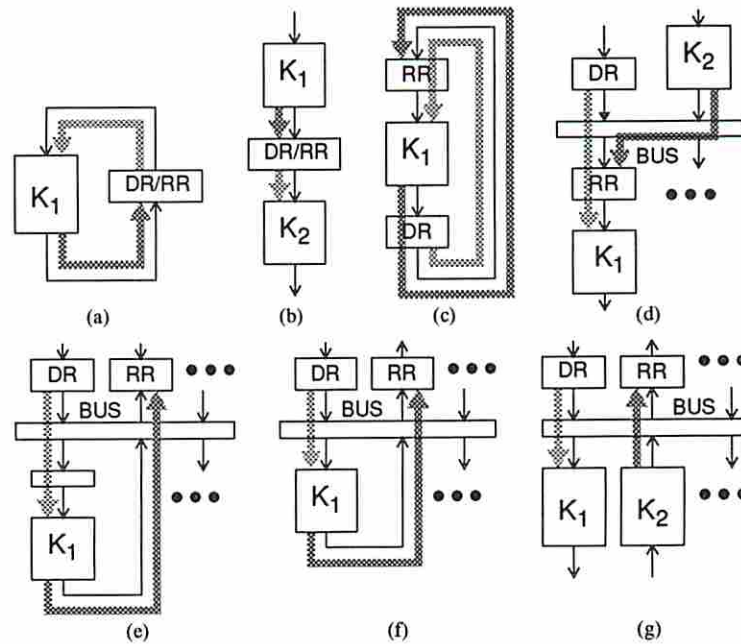 K1
DR/RR
(a)
K1
DR/RR
K2
(b)
RR
K1
DR
(c)
DR
K2
BUS
RR
K1
(d)
DR
RR
BUS
K1
(e)
DR
RR
BUS
K1
(f)
DR
RR
BUS
K1
K2
(g)